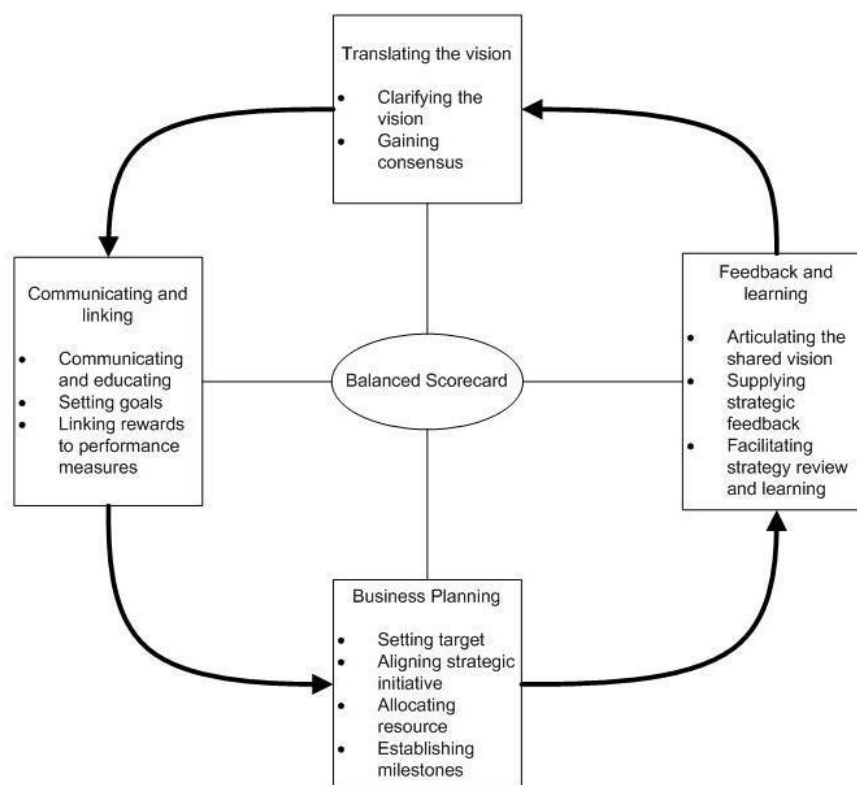 Translating the vision
• Clarifying the
vision
• Gaining
consensus
Communicating and
linking
• Communicating
and educating
• Setting goals
• Linking rewards
to performance
measures
Balanced Scorecard
Feedback and
learning
• Articulating the
shared vision
• Supplying
strategic
feedback
• Facilitating
strategy review
and learning
Business Planning
• Setting target
• Aligning strategic
initiative
• Allocating
resource
• Establishing
milestones